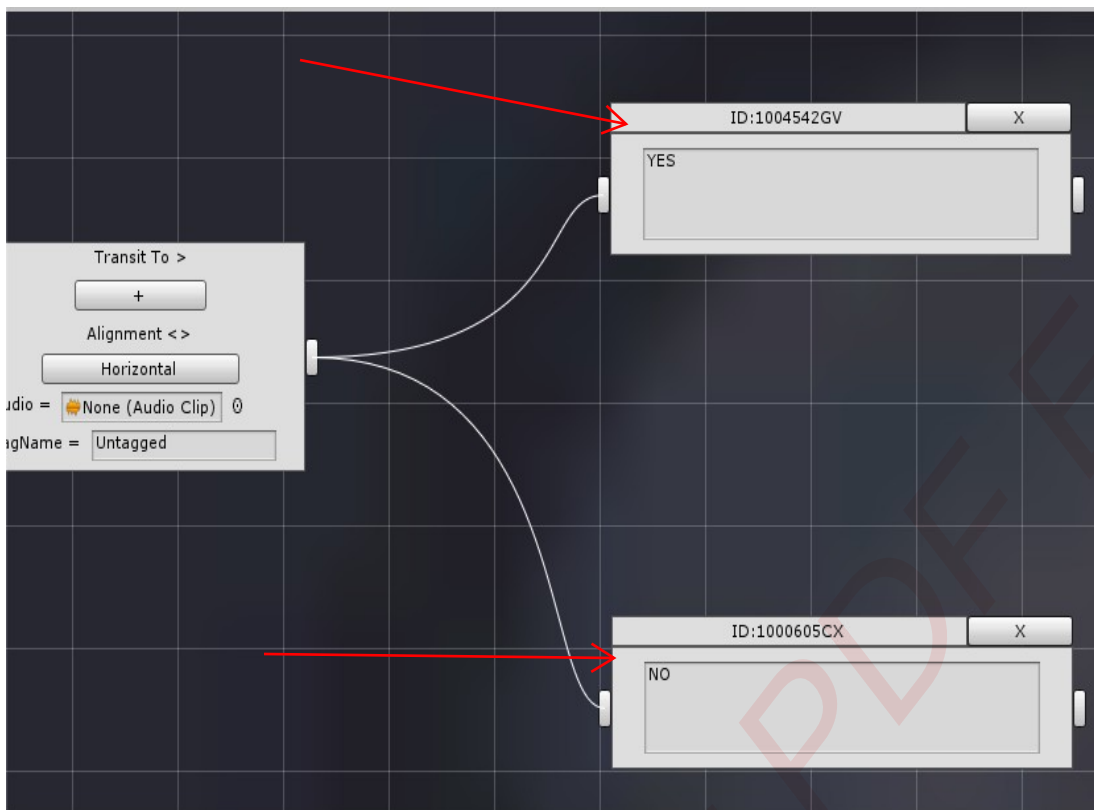 ID:1004542GV X
YES
Transit To >
+
Alignment <>
Horizontal
udio = None (Audio Clip)
agName = Untagged
ID:1000605CX X
NO
PDF